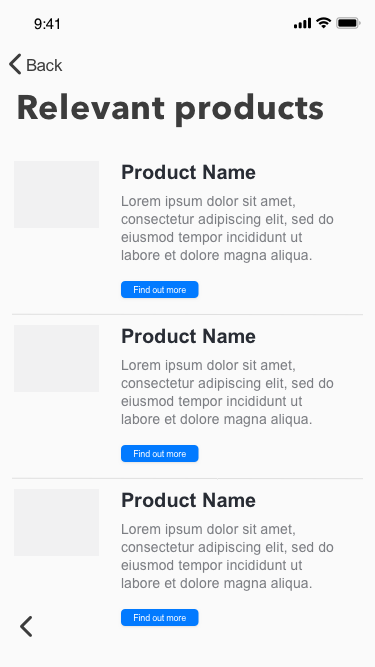 9:41
Back
Relevant products
Product Name
Lorem ipsum dolor sit amet,
consectetur adipiscing elit, sed do
eiusmod tempor incididunt ut
labore et dolore magna aliqua.
Find out more
Product Name
Lorem ipsum dolor sit amet,
consectetur adipiscing elit, sed do
eiusmod tempor incididunt ut
labore et dolore magna aliqua.
Find out more
Product Name
Lorem ipsum dolor sit amet,
consectetur adipiscing elit, sed do
eiusmod tempor incididunt ut
labore et dolore magna aliqua.
Find out more